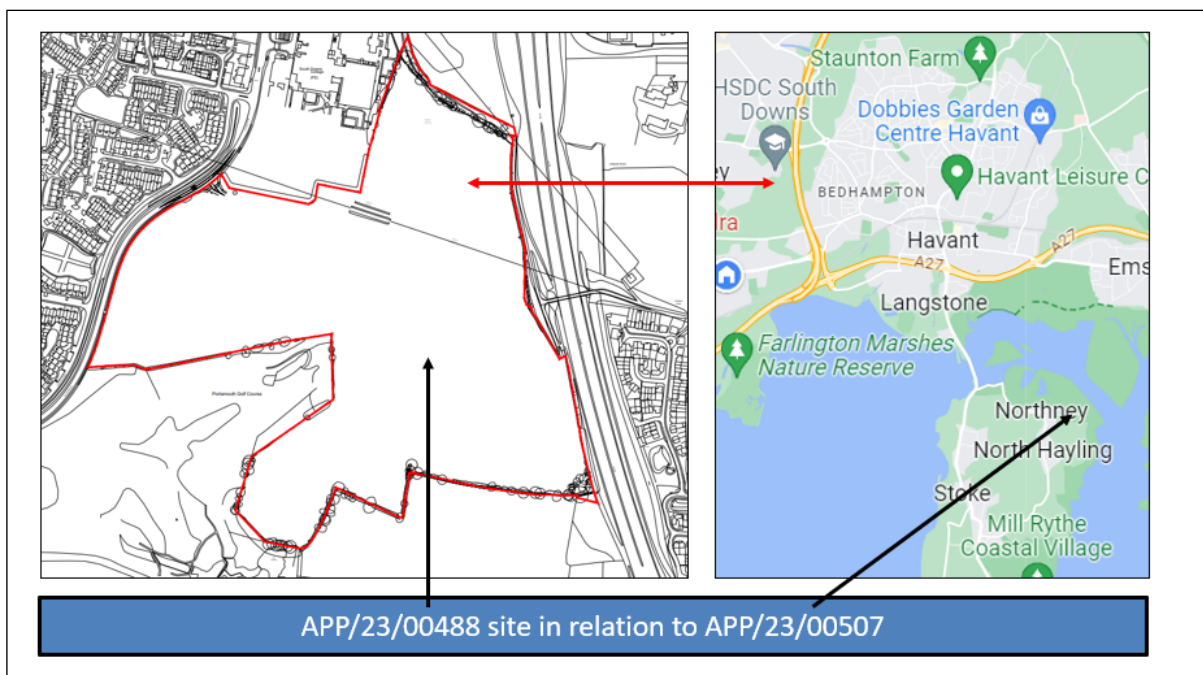 Portsmouth Golf Course
Staunton Farm
HSDC South
Downs
Dobbies Garden
Centre Havant
ey
BEDHAMPTON
Havant Leisure C
lra
Havant
A27
A27
Ems
Langstone
Farlington Marshes
Nature Reserve
Northney
North Hayling
Stoke
Mill Rythe
Coastal Village
APP/23/00488 site in relation to APP/23/00507